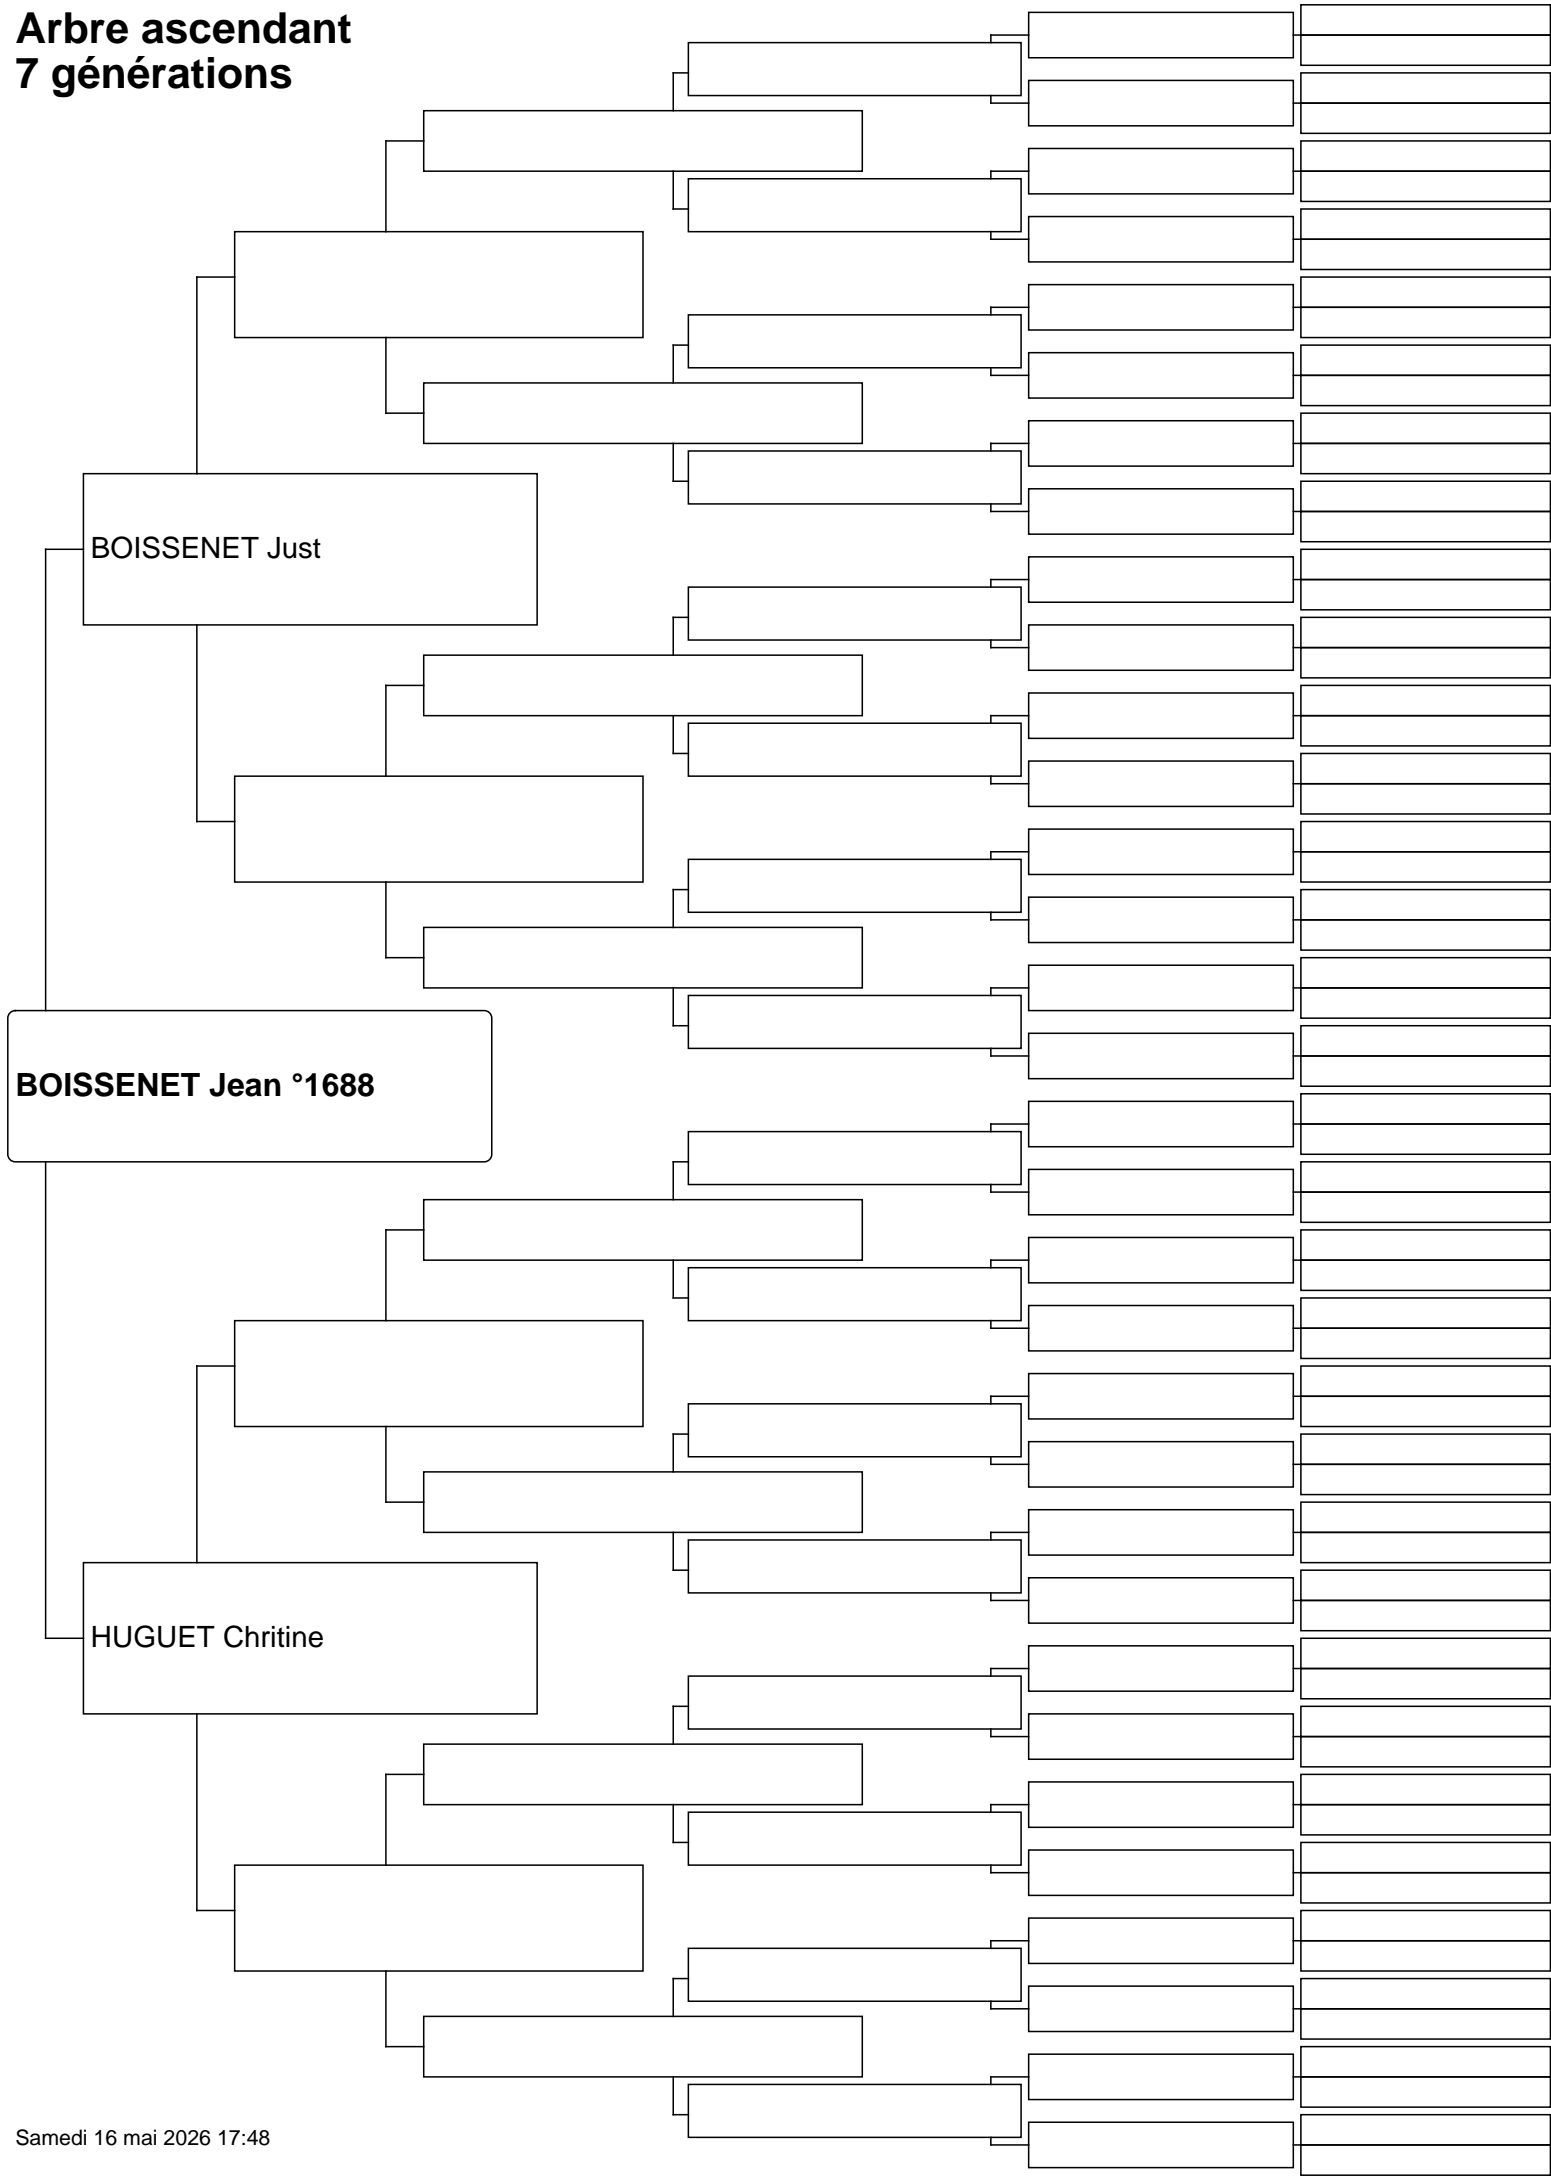 Arbre ascendant
7 générations
BOISSENET Just
BOISSENET Jean °1688
HUGUET Chritine
Samedi 16 mai 2026 17:48